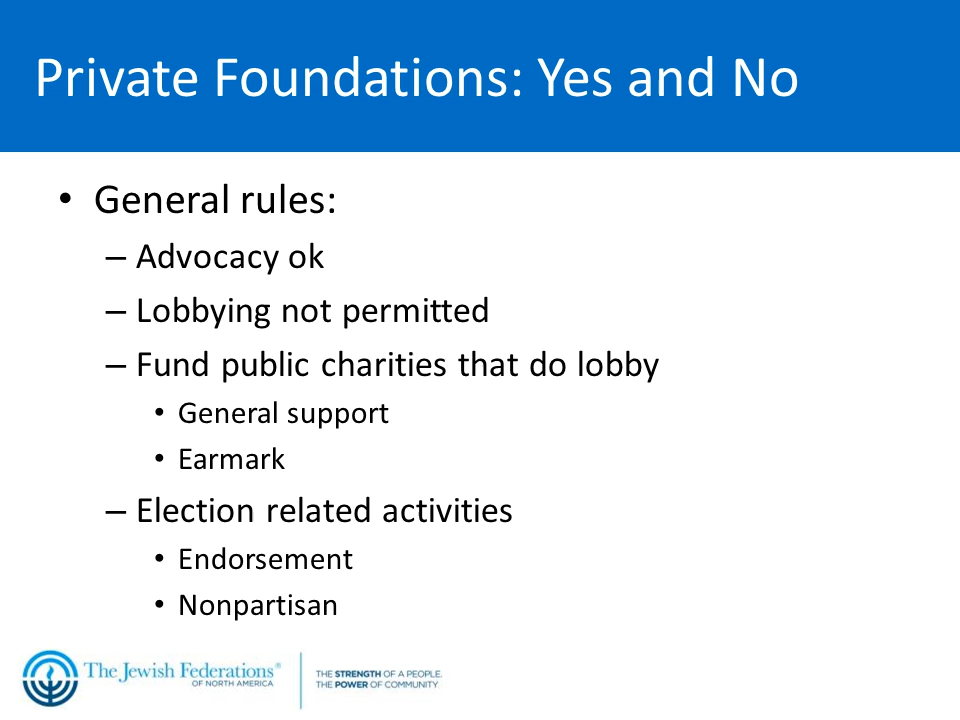 Private Foundations: Yes and No
• General rules:
– Advocacy ok
– Lobbying not permitted
– Fund public charities that do lobby
• General support
• Earmark
– Election related activities
• Endorsement
• Nonpartisan
The Jewish Federations®
OF NORTH AMERICA
THE STRENGTH OF A PEOPLE.
THE POWER OF COMMUNITY.